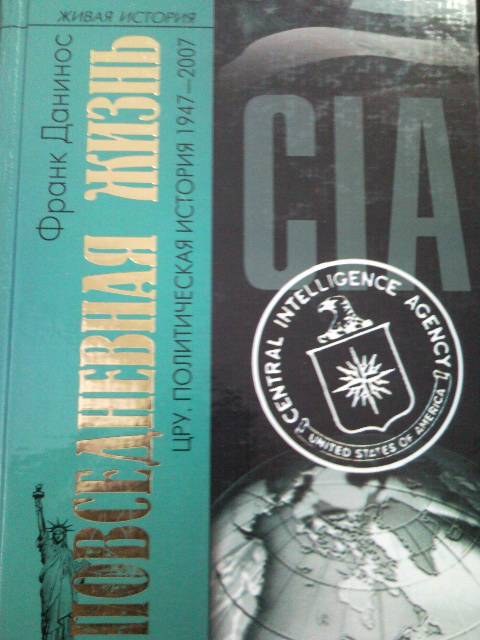 ЖИВАЯ ИСТОРИЯ
Франк Данинос
ПОВСЕДНЕВНАЯ ЖИЗНЬ
ЦРУ. ПОЛИТИЧЕСКАЯ ИСТОРИЯ 1947–2007
CIA
CENTRAL INTELLIGENCE AGENCY
UNITED STATES OF AMERICA